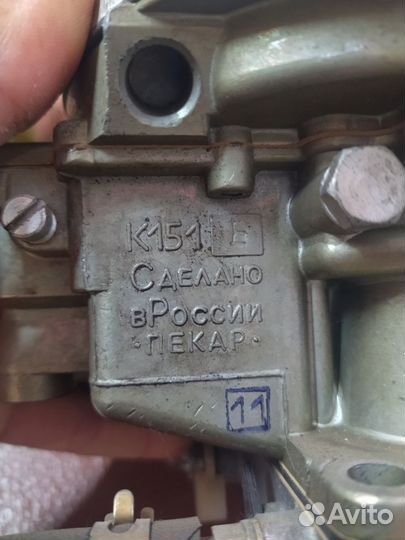 К151
СДЕЛАНО
вРОССИИ
·ПЕКАР·
11
Avito